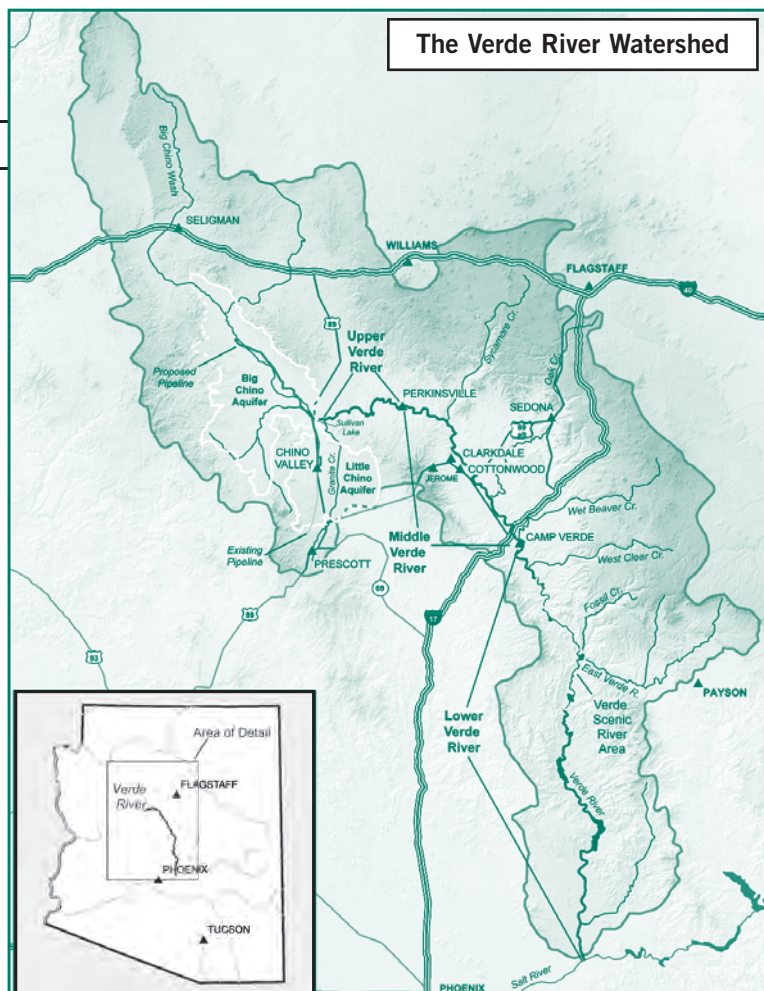 The Verde River Watershed
Big Chino Wash
SELIGMAN
WILLIAMS
FLAGSTAFF
40
89
Upper
Verde
River
Sycamore Cr.
Oak Cr.
Proposed
Pipeline
Big
Chino
Aquifer
PERKINSVILLE
SEDONA
Sullivan
Lake
CHINO
VALLEY
Granite Cr.
Little
Chino
Aquifer
CLARKDALE
COTTONWOOD
JEROME
Wet Beaver Cr.
Middle
Verde
River
CAMP VERDE
West Clear Cr.
Existing
Pipeline
PRESCOTT
Fossil Cr.
69
89
17
93
East Verde R.
PAYSON
Verde
Scenic
River
Area
Lower
Verde
River
Verde River
Area of Detail
Verde
River
FLAGSTAFF
PHOENIX
TUCSON
PHOENIX
Salt River